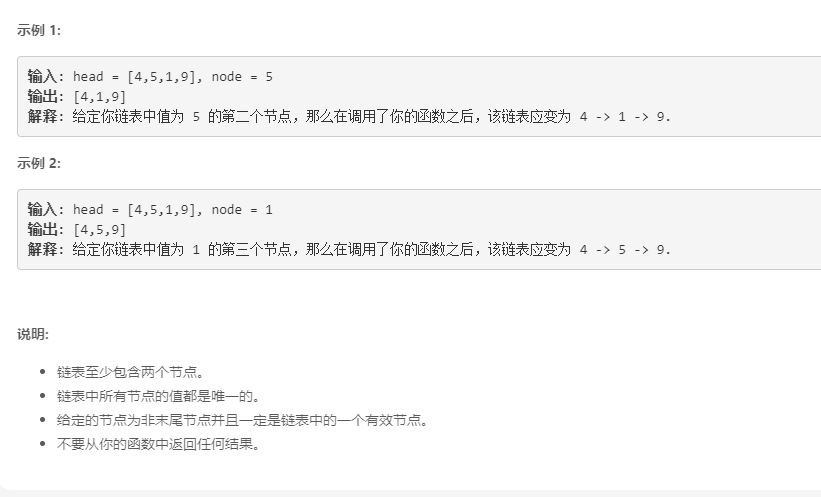 示例 1:
输入: head = [4,5,1,9], node = 5
输出: [4,1,9]
解释: 给定你链表中值为 5 的第二个节点，那么在调用了你的函数之后，该链表应变为 4 -> 1 -> 9.
示例 2:
输入: head = [4,5,1,9], node = 1
输出: [4,5,9]
解释: 给定你链表中值为 1 的第三个节点，那么在调用了你的函数之后，该链表应变为 4 -> 5 -> 9.
说明:
• 链表至少包含两个节点。
• 链表中所有节点的值都是唯一的。
• 给定的节点为非末尾节点并且一定是链表中的一个有效节点。
• 不要从你的函数中返回任何结果。